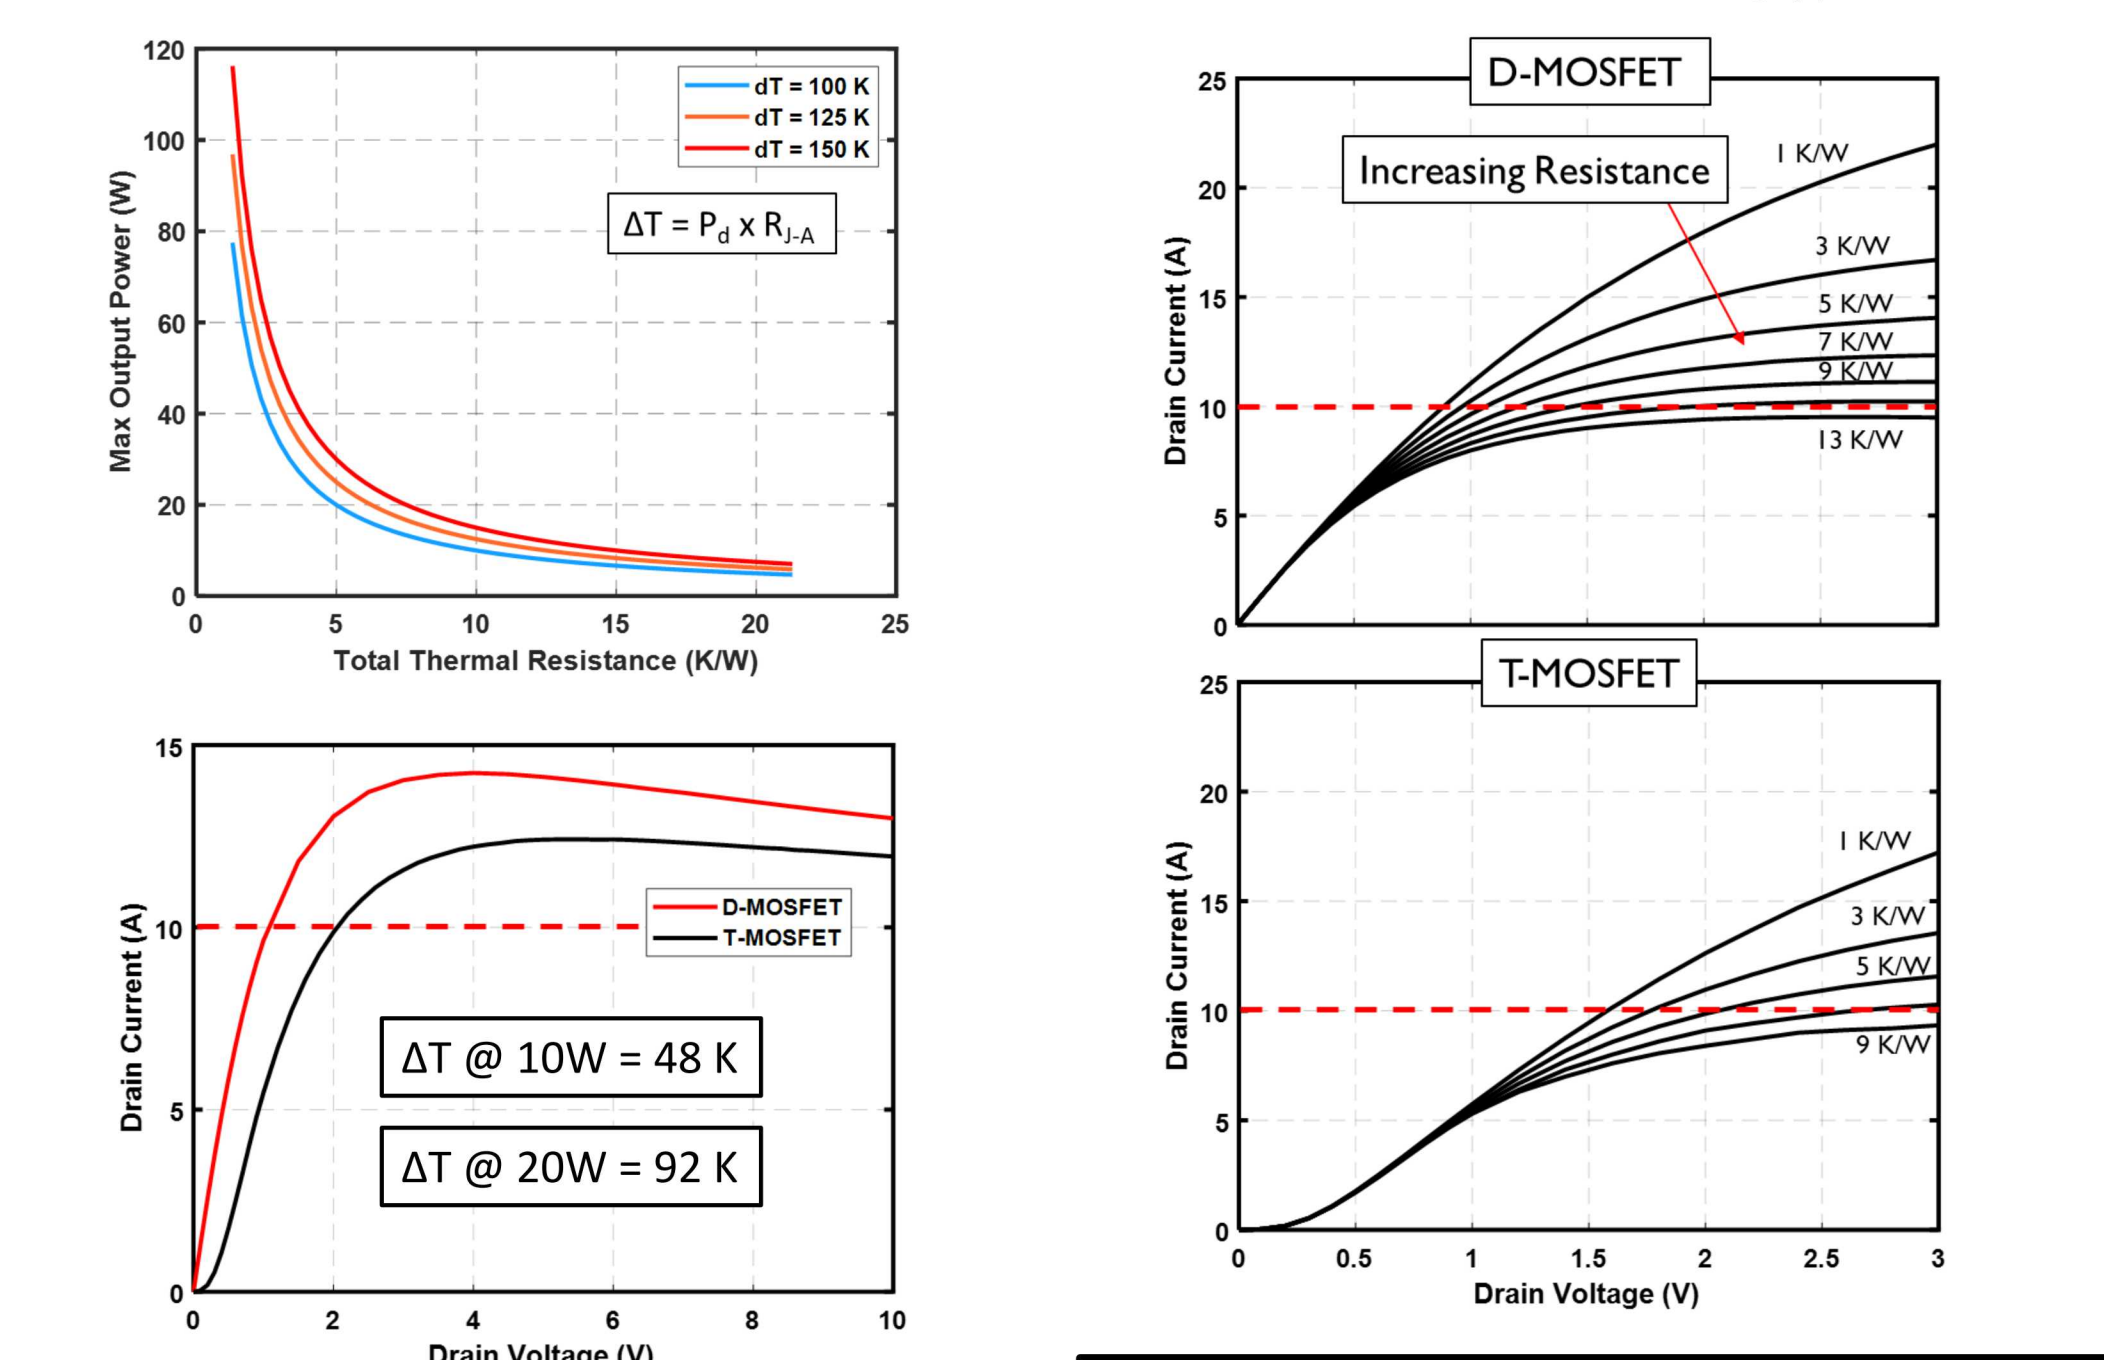 120
100
80
60
40
20
0
Max Output Power (W)
dT = 100 K
dT = 125 K
dT = 150 K
ΔT = Pd x RJ-A
0 5 10 15 20 25
Total Thermal Resistance (K/W)
15
10
5
0
Drain Current (A)
D-MOSFET
T-MOSFET
ΔT @ 10W = 48 K
ΔT @ 20W = 92 K
0 2 4 6 8 10
Drain Voltage (V)
D-MOSFET
25
20
15
10
5
0
Drain Current (A)
Increasing Resistance
1 K/W
3 K/W
5 K/W
7 K/W
9 K/W
13 K/W
T-MOSFET
25
20
15
10
5
0
Drain Current (A)
1 K/W
3 K/W
5 K/W
9 K/W
0 0.5 1 1.5 2 2.5 3
Drain Voltage (V)